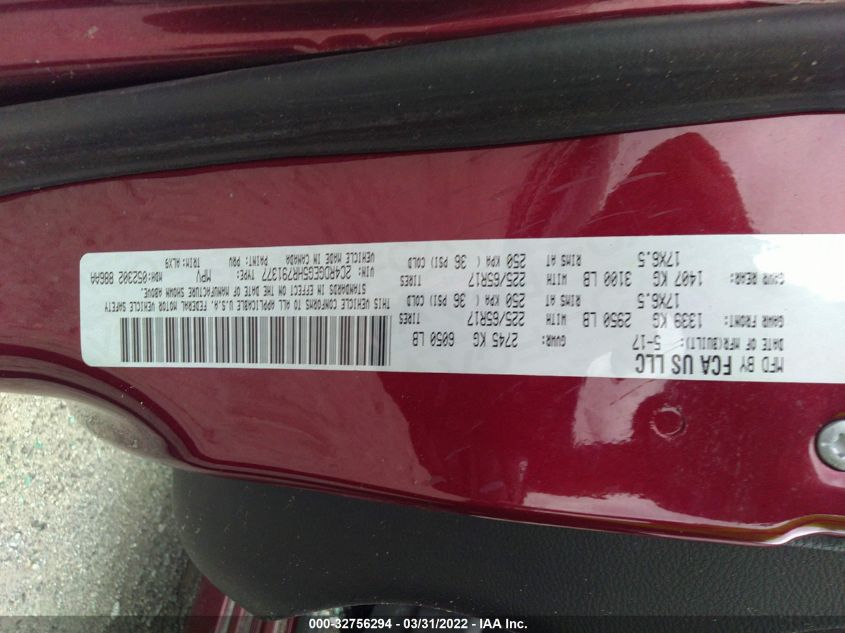 MFD BY FCA US LLC
DATE OF MFR(BUILT): 5-17 GVWR: 2745 KG 6050 LB
GAWR FRONT: 1339 KG 2950 LB WITH 225/65R17 TIRES
17X6.5 RIMS AT 250 KPA ( 36 PSI) COLD
GAWR REAR: 1407 KG 3100 LB WITH 225/65R17 TIRES
17X6.5 RIMS AT 250 KPA ( 36 PSI) COLD
THIS VEHICLE CONFORMS TO ALL APPLICABLE U.S.A. FEDERAL MOTOR VEHICLE SAFETY
STANDARDS IN EFFECT ON THE DATE OF MANUFACTURE SHOWN ABOVE.
VIN: 2C4RDGEG5HR791377 TYPE: MPV MDH:052302 088GAA
VEHICLE MADE IN CANADA PAINT: PRV TRIM: ALX9
000-32756294 - 03/31/2022 - IAA Inc.